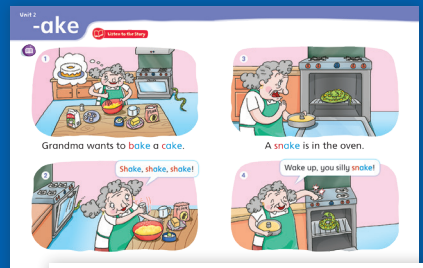 Unit 2
-ake
Listen to the Story
1
Grandma wants to bake a cake.
2
Shake, shake, shake!
3
A snake is in the oven.
4
Wake up, you silly snake!